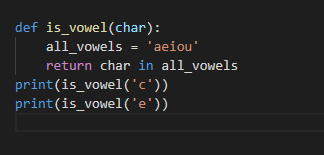 def is_vowel(char):
    all_vowels = 'aeiou'
    return char in all_vowels
print(is_vowel('c'))
print(is_vowel('e'))